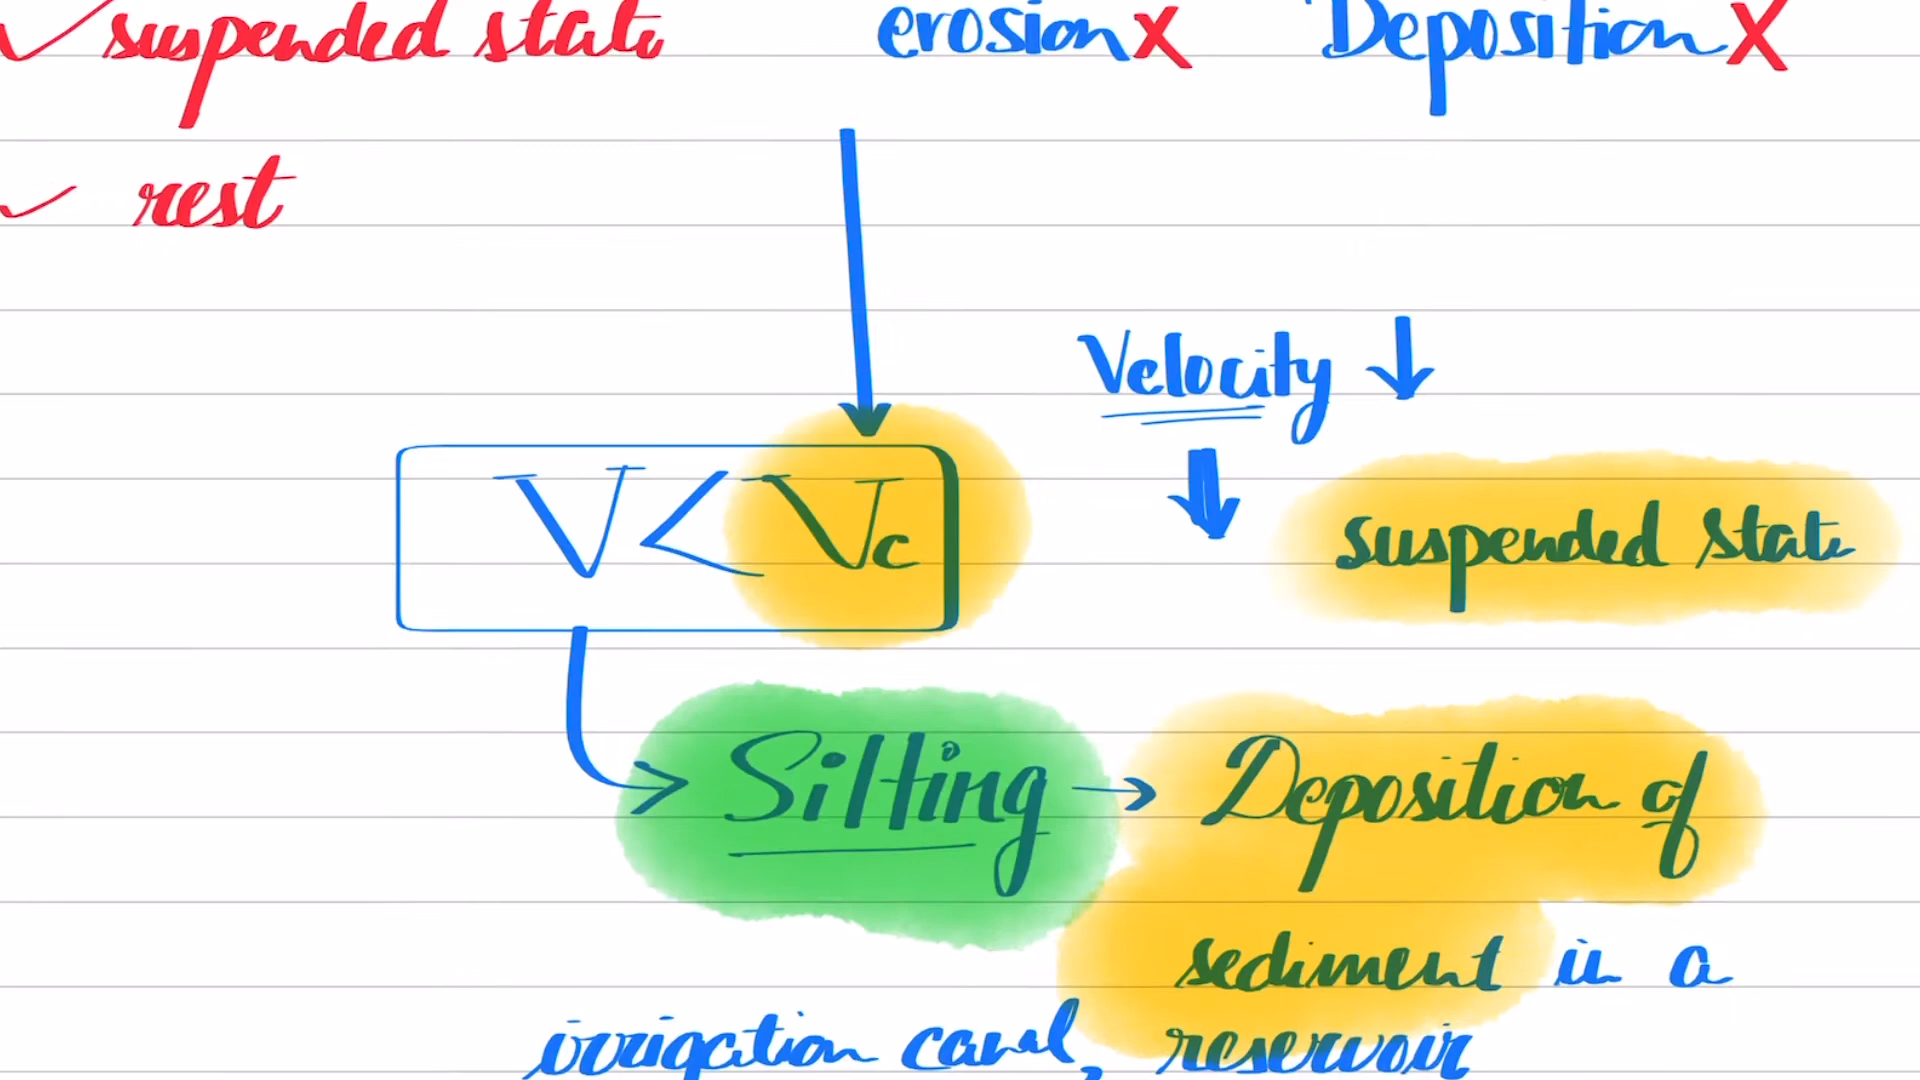 ✓ suspended state erosion X Deposition X
✓ rest
Velocity ↓
↓
V < Vc
suspended state
Silting → Deposition of
sediment in a
irrigation canal, reservoir